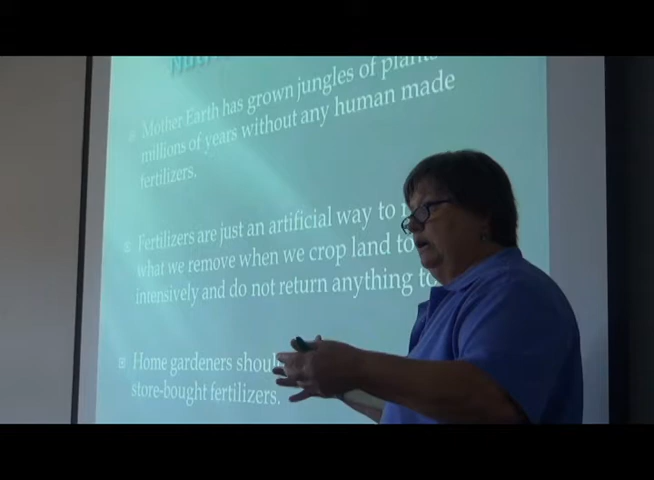 Mother Earth has grown jungles of plants
millions of years without any human made
fertilizers.
Fertilizers are just an artificial way to
what we remove when we crop land to
intensively and do not return anything to
Home gardeners
store-bought fertilizers.